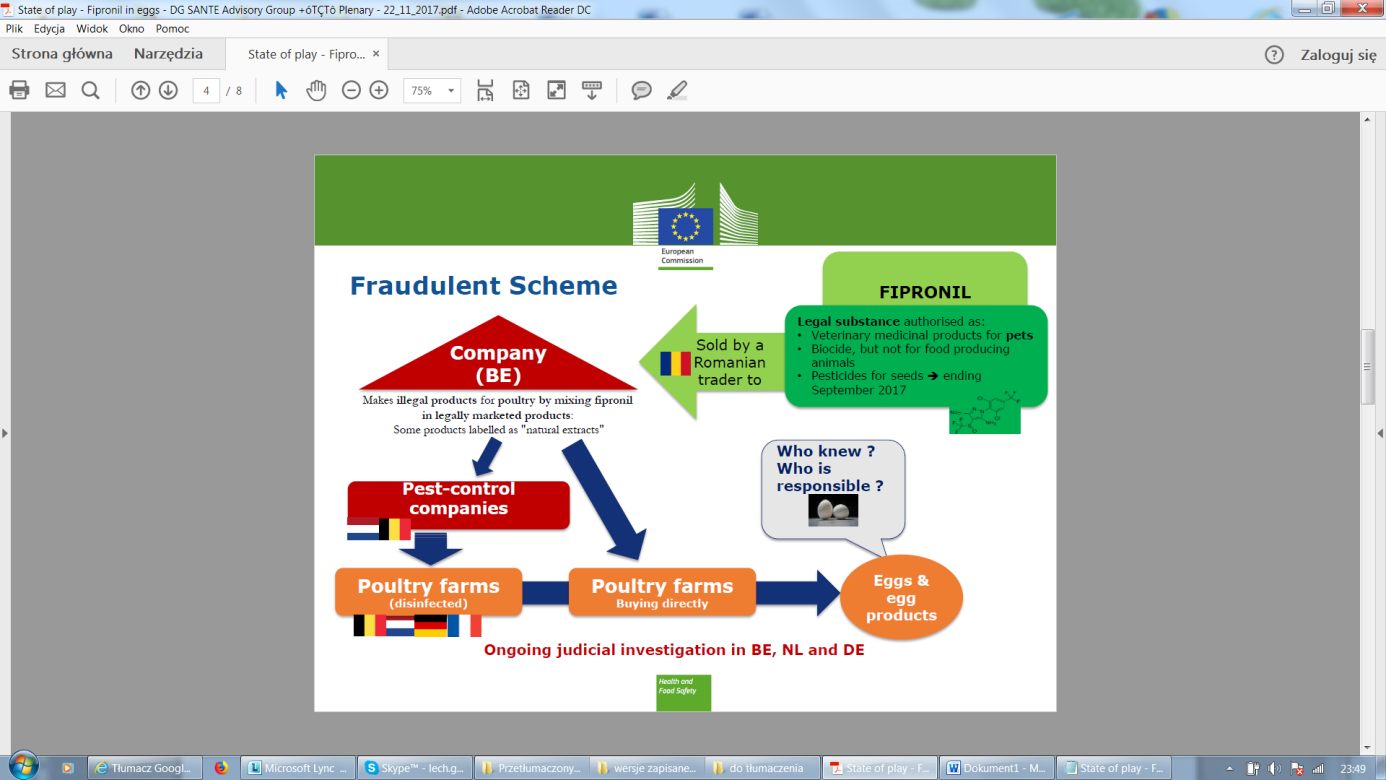 State of play - Fipronil in eggs - DG SANTE Advisory Group +óTÇTò Plenary - 22_11_2017.pdf - Adobe Acrobat Reader DC
Plik Edycja Widok Okno Pomoc
Strona główna Narzędzia State of play - Fipro... × Zaloguj się
4 / 8 75%
European
Commission
Fraudulent Scheme
FIPRONIL
Legal substance authorised as:
• Veterinary medicinal products for pets
• Biocide, but not for food producing
animals
• Pesticides for seeds ➔ ending
September 2017
Sold by a
Romanian
trader to
Company
(BE)
Makes illegal products for poultry by mixing fipronil
in legally marketed products:
Some products labelled as "natural extracts"
Pest-control
companies
Who knew ?
Who is
responsible ?
Poultry farms
(disinfected)
Poultry farms
Buying directly
Eggs &
egg
products
Ongoing judicial investigation in BE, NL and DE
Health and
Food Safety
Tłumacz Googl... Microsoft Lync ... Skype™ - lech.g... Przetłumaczony... wersje zapisane... do tłumaczenia State of play - F... Dokument1 - M... State of play - F... 23:49